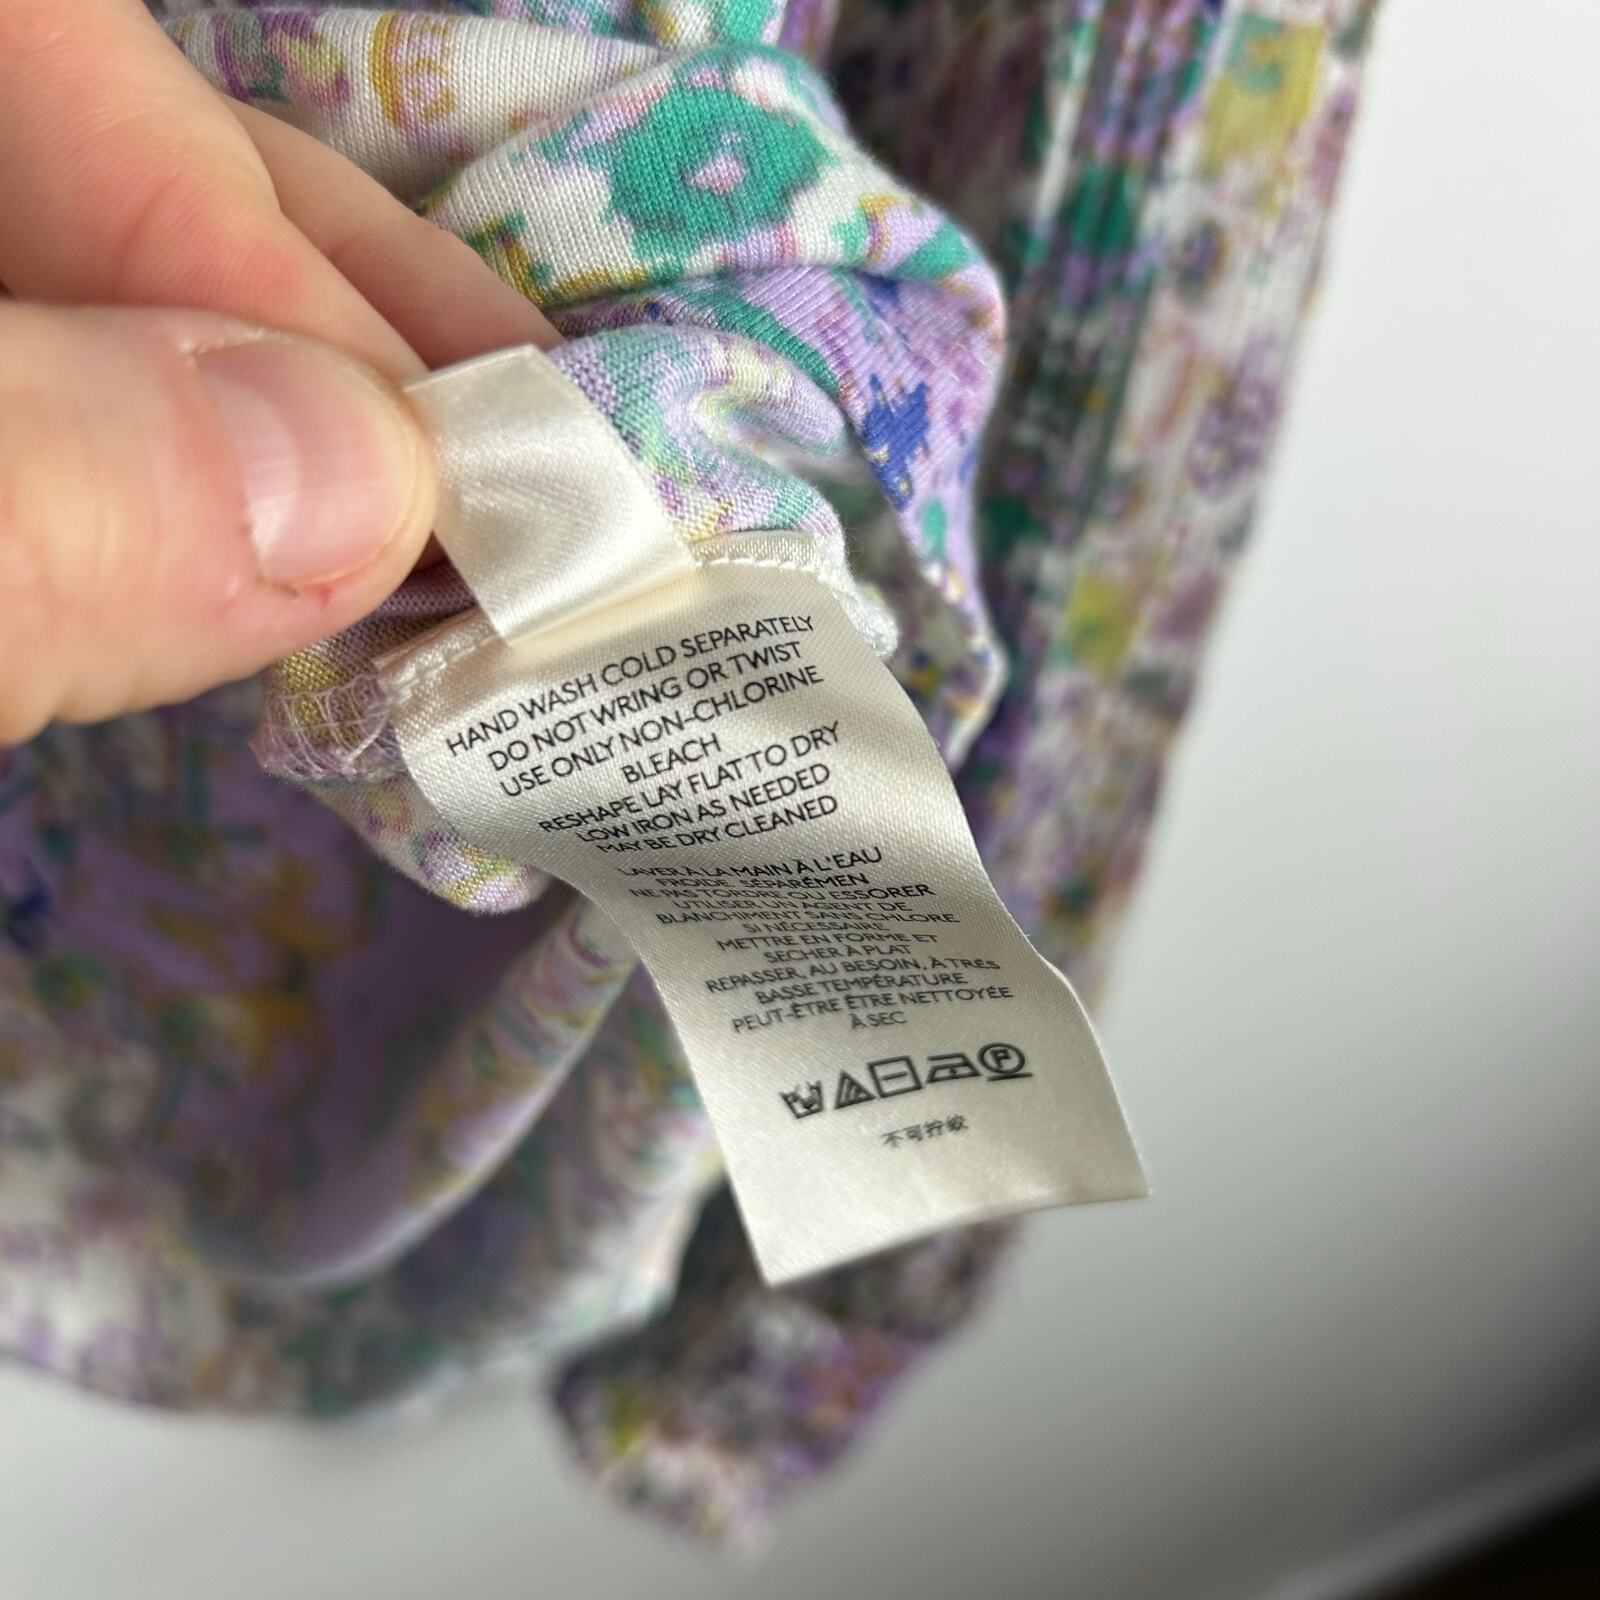 HAND WASH COLD SEPARATELY
DO NOT WRING OR TWIST
USE ONLY NON-CHLORINE
BLEACH
RESHAPE LAY FLAT TO DRY
LOW IRON AS NEEDED
MAY BE DRY CLEANED
LAVER À LA MAIN À L'EAU
FROIDE, SÉPARÉMEN
NE PAS TORDRE OU ESSORER
UTILISER UN AGENT DE
BLANCHIMENT SANS CHLORE
SI NÉCESSAIRE.
METTRE EN FORME ET
SECHER À PLAT
REPASSER, AU BESOIN, À TRÈS
BASSE TEMPÉRATURE
PEUT-ÊTRE ÊTRE NETTOYÉE
À SEC
P
不可拧绞